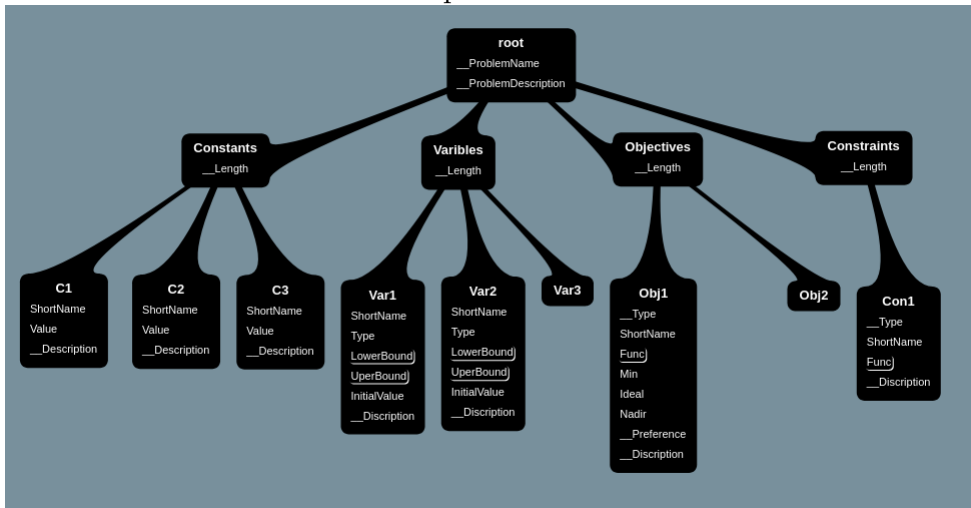 root
__ProblemName
__ProblemDescription
Constants
__Length
Varibles
__Length
Objectives
__Length
Constraints
__Length
C1
ShortName
Value
__Description
C2
ShortName
Value
__Description
C3
ShortName
Value
__Description
Var1
ShortName
Type
LowerBound
UperBound
InitialValue
__Discription
Var2
ShortName
Type
LowerBound
UperBound
InitialValue
__Discription
Var3
Obj1
__Type
ShortName
Func
Min
Ideal
Nadir
__Preference
__Discription
Obj2
Con1
__Type
ShortName
Func
__Discription